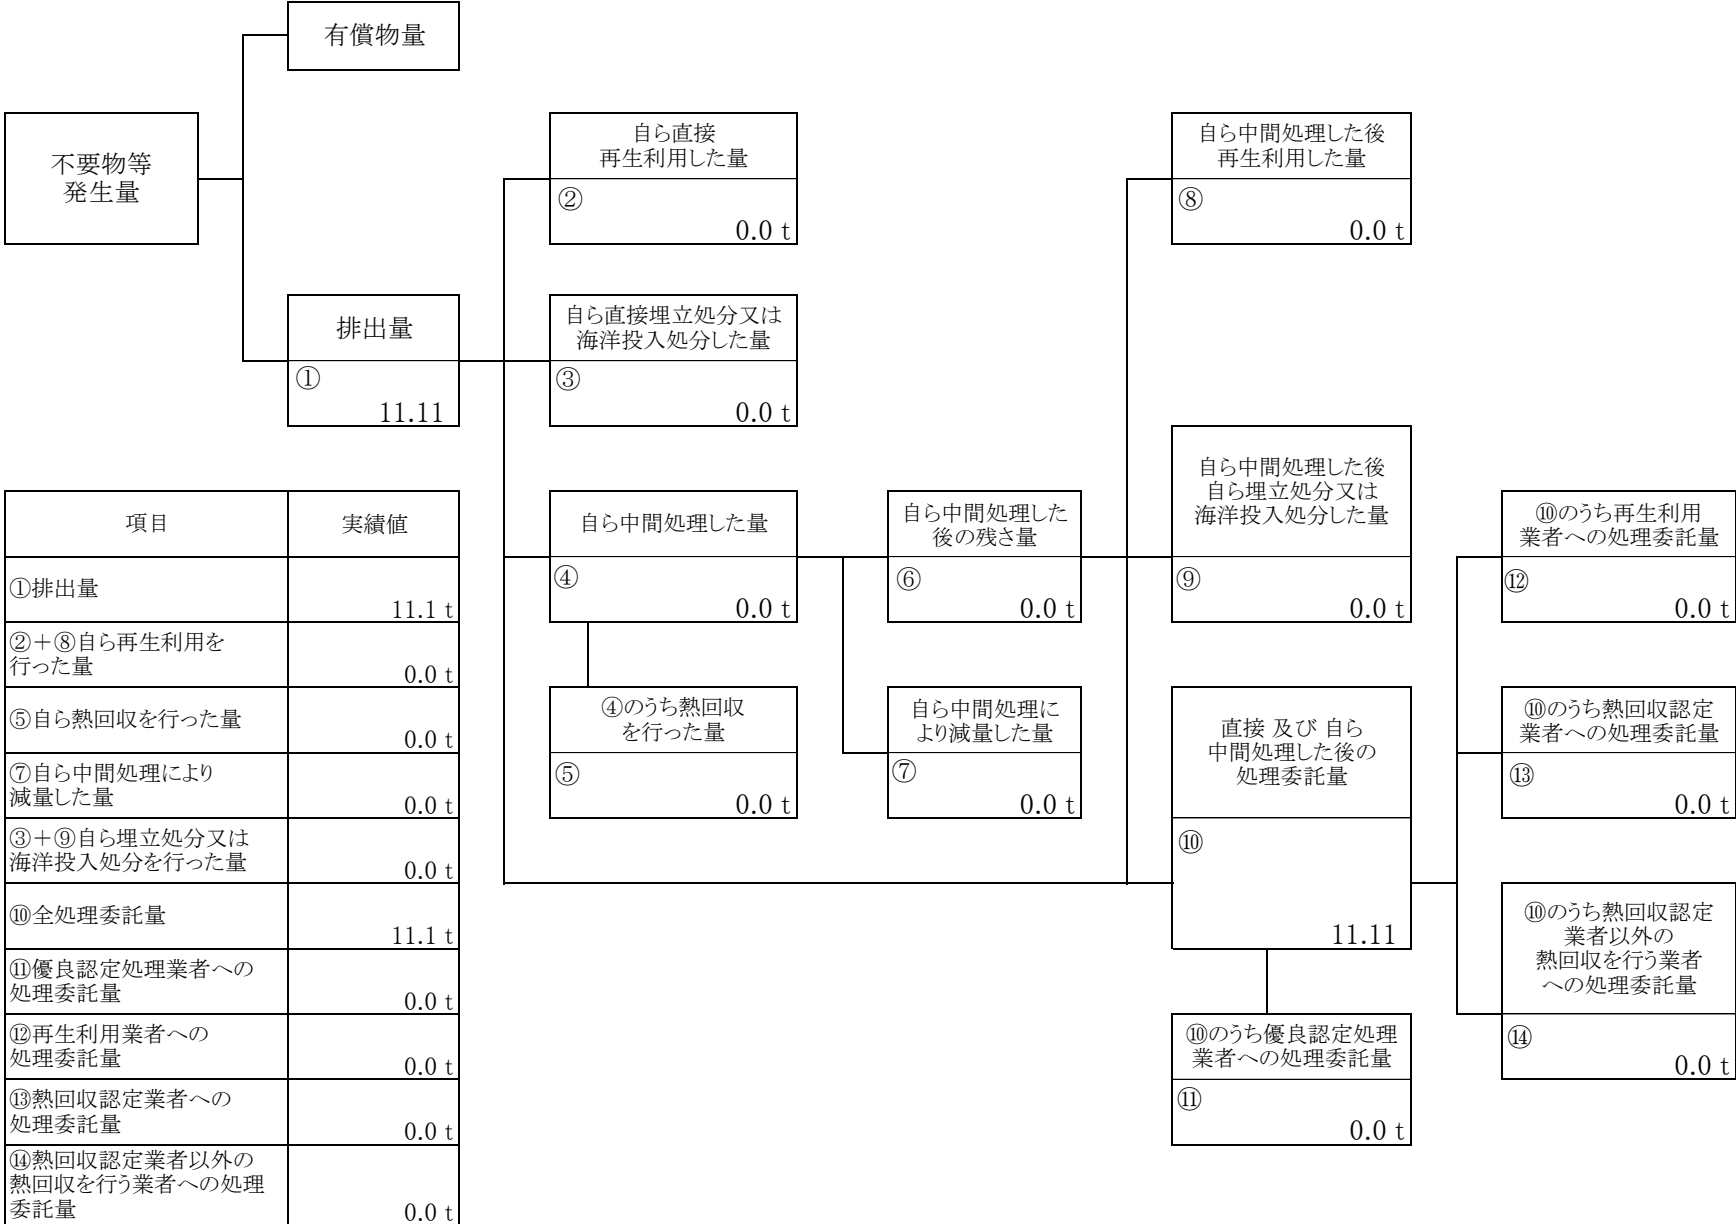 有償物量
不要物等
発生量
自ら直接
再生利用した量
②
0.0 t
自ら中間処理した後
再生利用した量
⑧
0.0 t
排出量
①
11.11
自ら直接埋立処分又は
海洋投入処分した量
③
0.0 t
自ら中間処理した量
④
0.0 t
自ら中間処理した
後の残さ量
⑥
0.0 t
自ら中間処理した後
自ら埋立処分又は
海洋投入処分した量
⑨
0.0 t
⑩のうち再生利用
業者への処理委託量
⑫
0.0 t
④のうち熱回収
を行った量
⑤
0.0 t
自ら中間処理に
より減量した量
⑦
0.0 t
直接 及び 自ら
中間処理した後の
処理委託量
⑩
11.11
⑩のうち熱回収認定
業者への処理委託量
⑬
0.0 t
⑩のうち熱回収認定
業者以外の
熱回収を行う業者
への処理委託量
⑭
0.0 t
⑩のうち優良認定処理
業者への処理委託量
⑪
0.0 t
項目 実績値
①排出量
11.1 t
②＋⑧自ら再生利用を
行った量
0.0 t
⑤自ら熱回収を行った量
0.0 t
⑦自ら中間処理により
減量した量
0.0 t
③＋⑨自ら埋立処分又は
海洋投入処分を行った量
0.0 t
⑩全処理委託量
11.1 t
⑪優良認定処理業者への
処理委託量
0.0 t
⑫再生利用業者への
処理委託量
0.0 t
⑬熱回収認定業者への
処理委託量
0.0 t
⑭熱回収認定業者以外の
熱回収を行う業者への処理
委託量
0.0 t